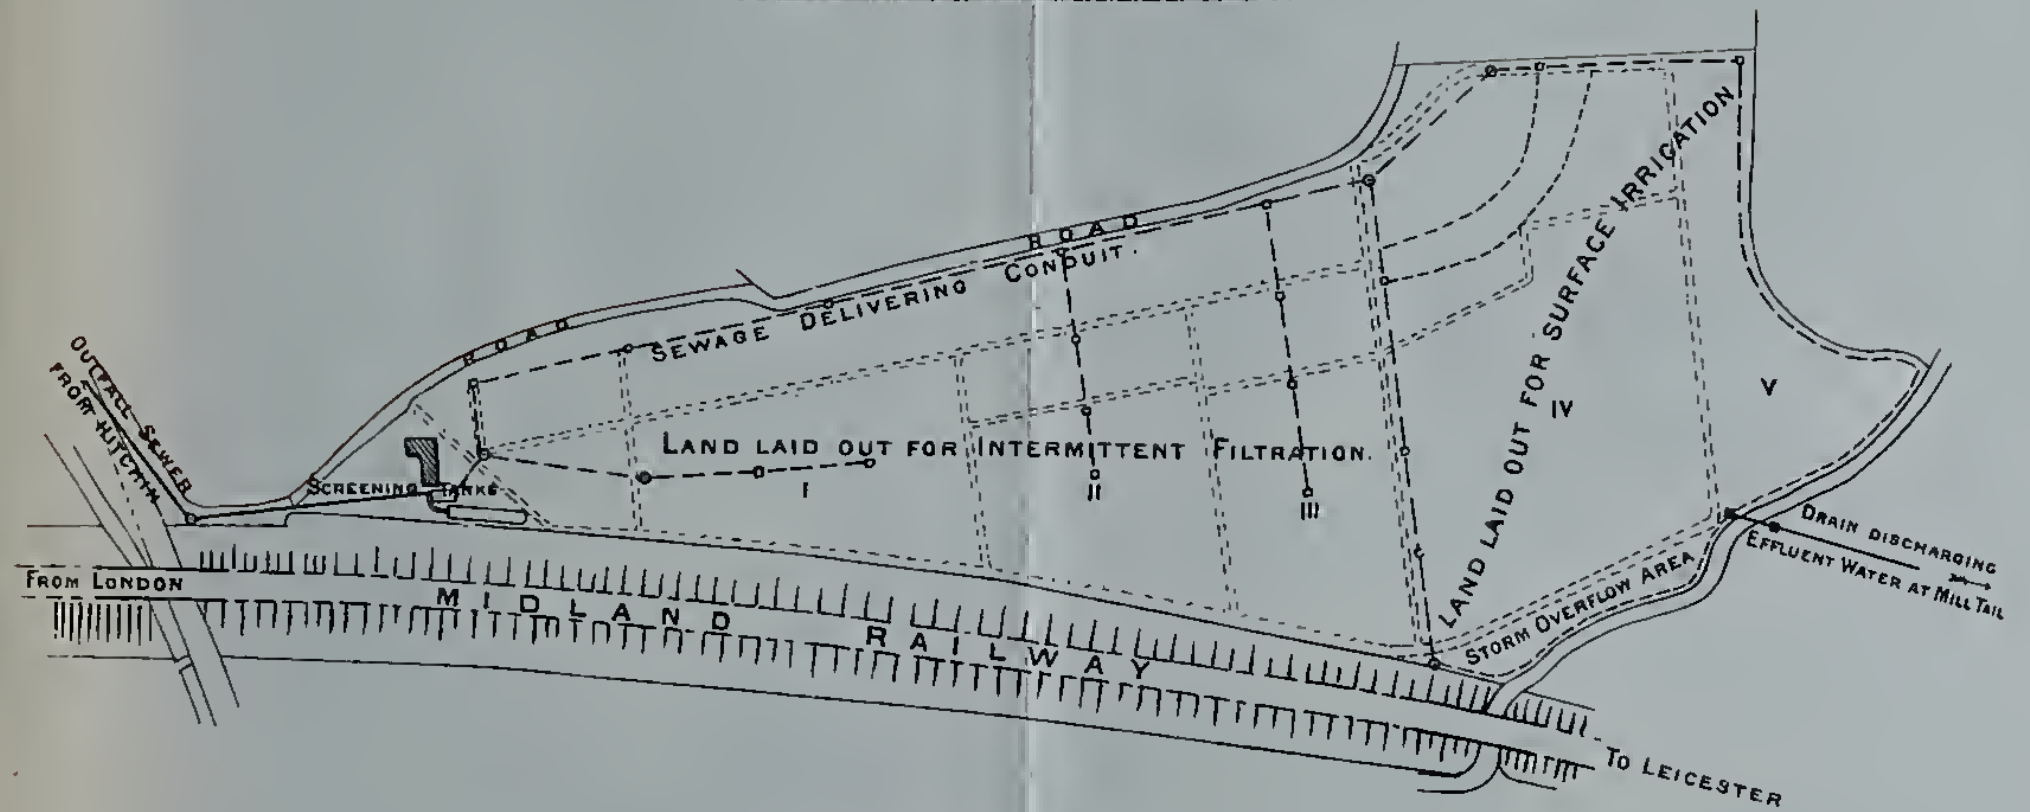 OUTFALL SEWER
FROM HITCHIN
ROAD
ROAD
SEWAGE DELIVERING CONDUIT.
SCREENING TANKS
LAND LAID OUT FOR INTERMITTENT FILTRATION.
I
II
III
LAND LAID OUT FOR SURFACE IRRIGATION
IV
V
STORM OVERFLOW AREA
DRAIN DISCHARGING
EFFLUENT WATER AT MILL TAIL
FROM LONDON
MIDLAND RAILWAY
TO LEICESTER